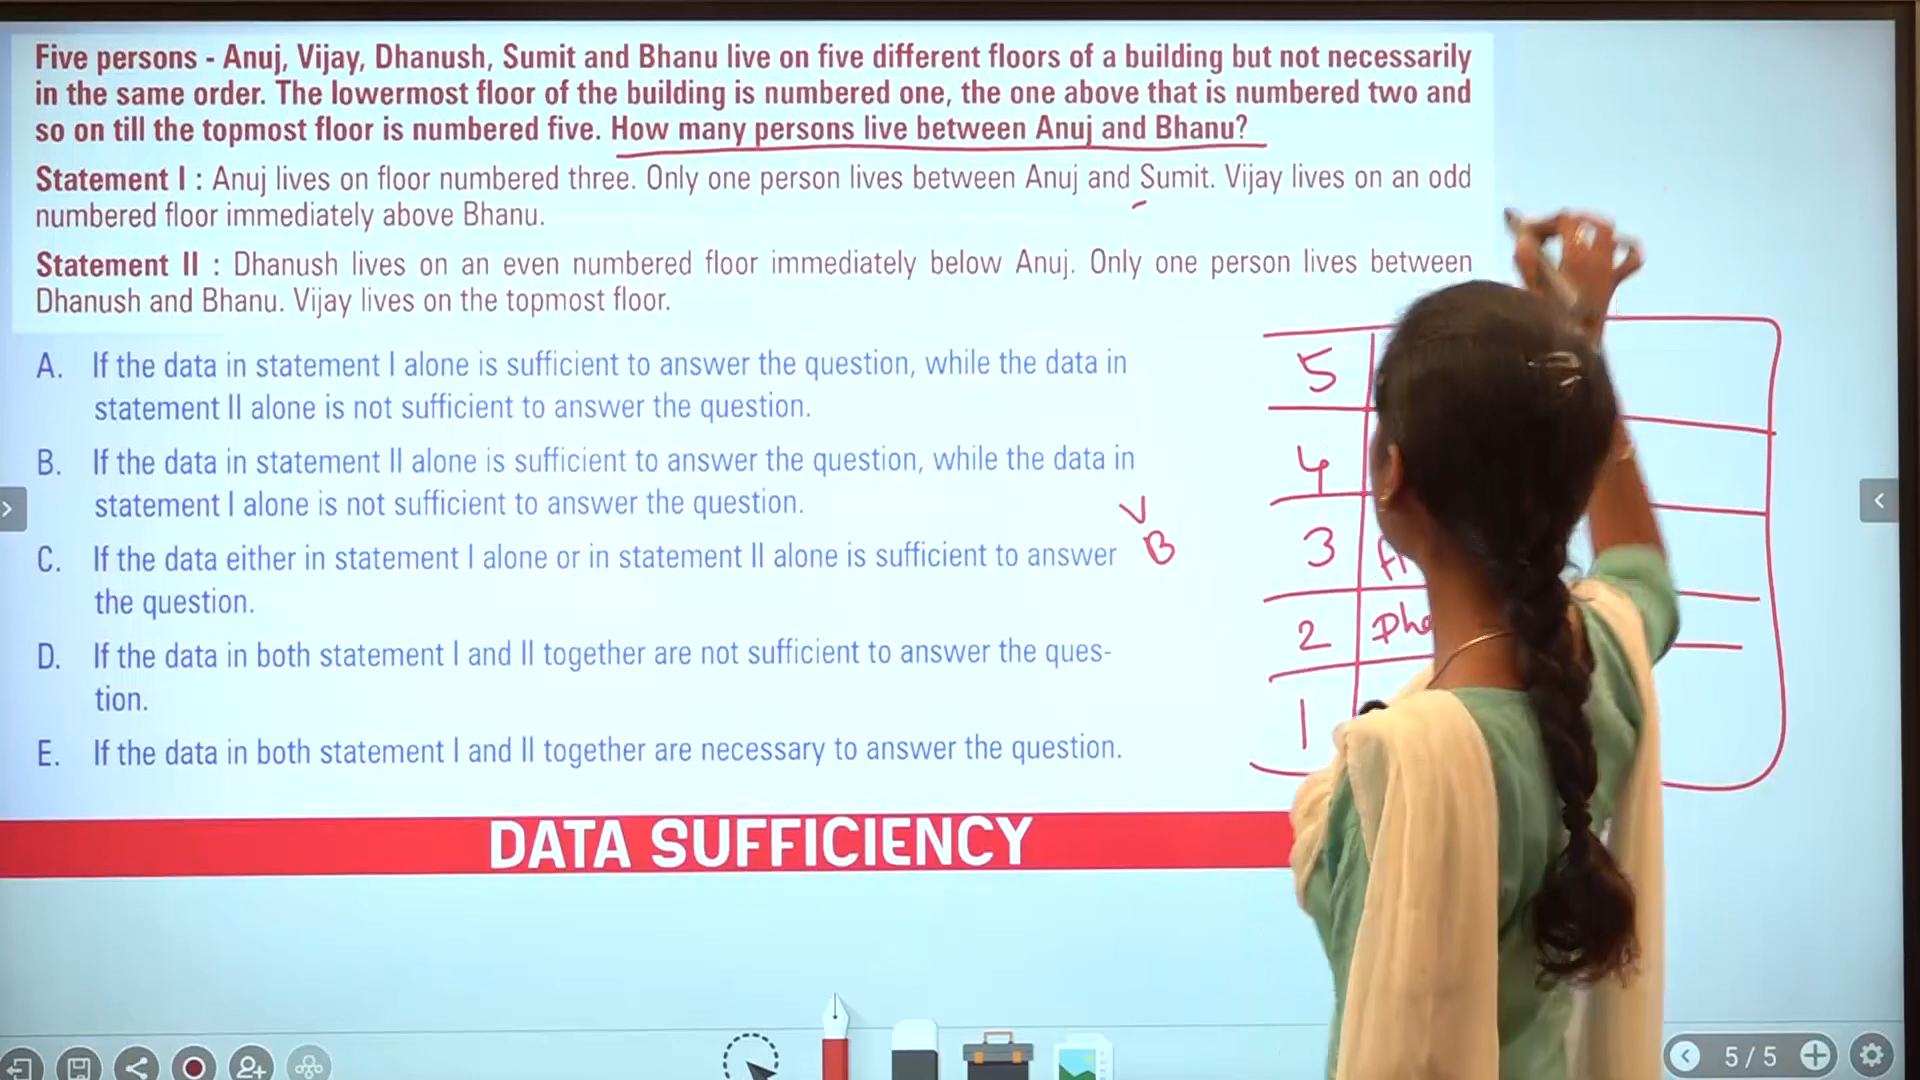 Five persons - Anuj, Vijay, Dhanush, Sumit and Bhanu live on five different floors of a building but not necessarily
in the same order. The lowermost floor of the building is numbered one, the one above that is numbered two and
so on till the topmost floor is numbered five. How many persons live between Anuj and Bhanu?
Statement I : Anuj lives on floor numbered three. Only one person lives between Anuj and Sumit. Vijay lives on an odd
numbered floor immediately above Bhanu.
Statement II : Dhanush lives on an even numbered floor immediately below Anuj. Only one person lives between
Dhanush and Bhanu. Vijay lives on the topmost floor.
A. If the data in statement I alone is sufficient to answer the question, while the data in
statement II alone is not sufficient to answer the question.
B. If the data in statement II alone is sufficient to answer the question, while the data in
statement I alone is not sufficient to answer the question.
C. If the data either in statement I alone or in statement II alone is sufficient to answer
the question.
D. If the data in both statement I and II together are not sufficient to answer the ques-
tion.
E. If the data in both statement I and II together are necessary to answer the question.
V
B
5
4
3
2 Dha
1
DATA SUFFICIENCY
5 / 5